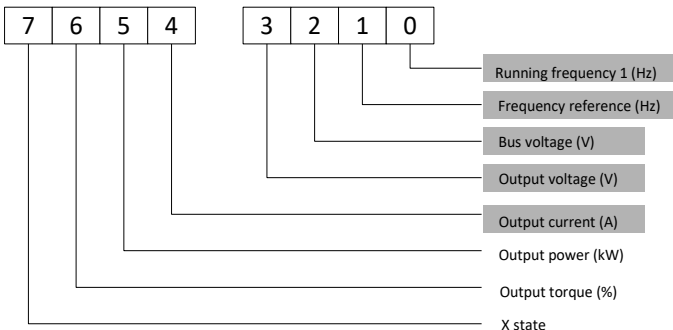 7 6 5 4 3 2 1 0
Running frequency 1 (Hz)
Frequency reference (Hz)
Bus voltage (V)
Output voltage (V)
Output current (A)
Output power (kW)
Output torque (%)
X state